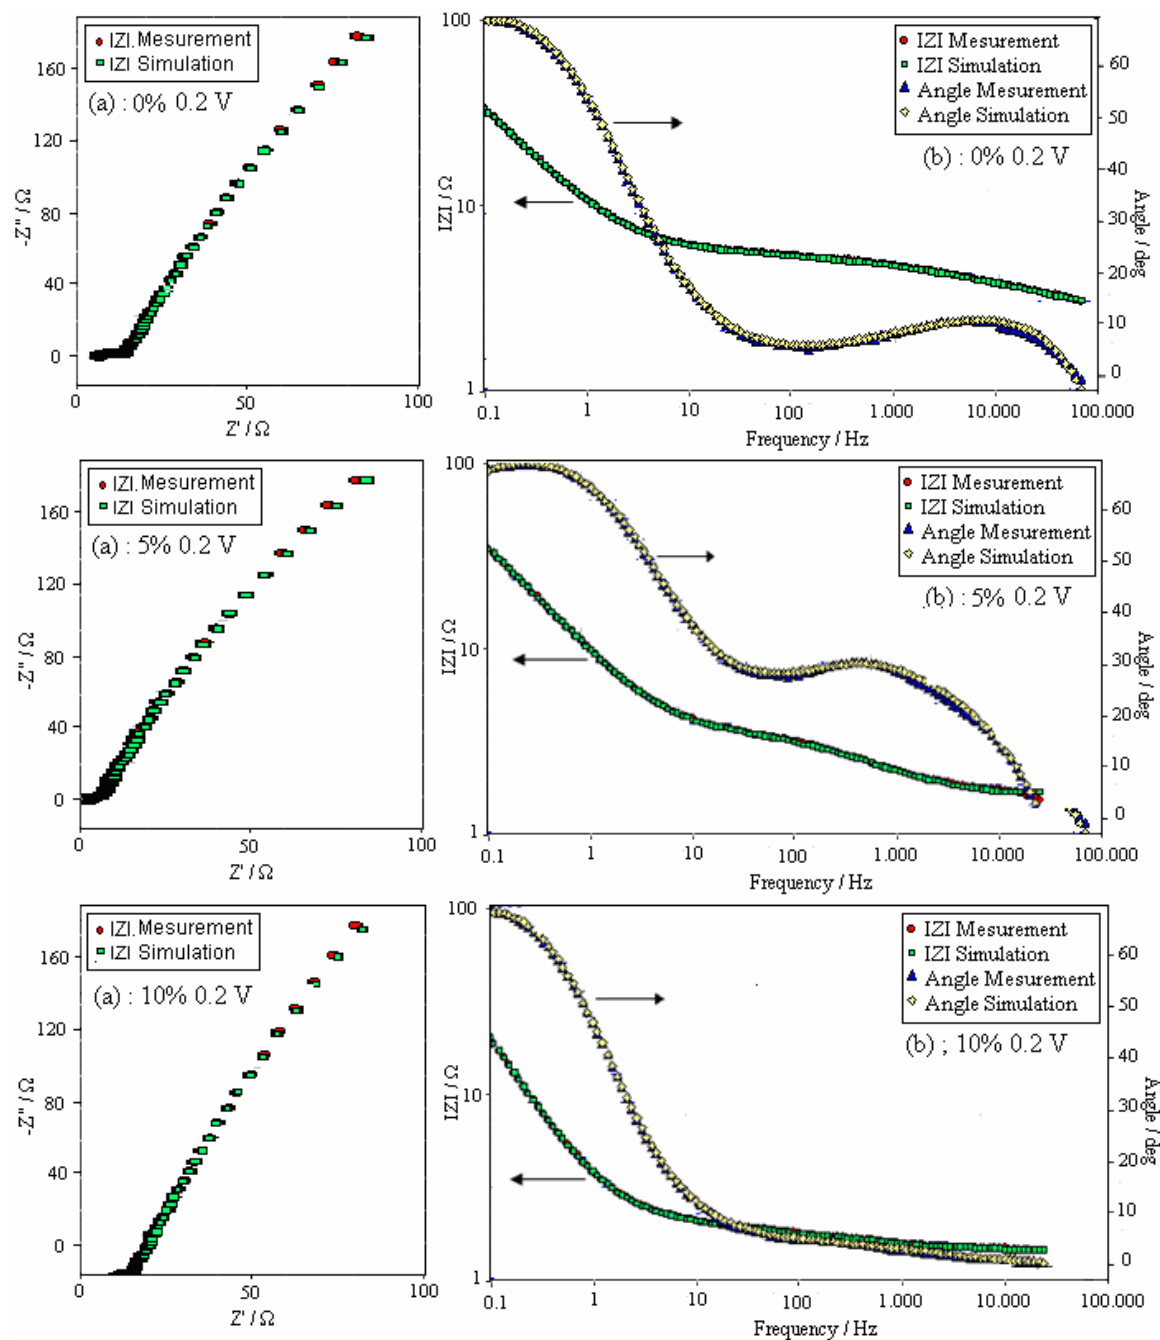 IZI. Mesurement
IZI Simulation
(a) : 0% 0.2 V
160
120
80
40
0
-Z'' / Ω
0
50
100
Z' / Ω
100
10
1
IZI / Ω
IZI Mesurement
IZI Simulation
Angle Mesurement
Angle Simulation
(b) : 0% 0.2 V
60
50
40
30
20
10
0
Angle / deg
0.1
1
10
100
1.000
10.000
100.000
Frequency / Hz
IZI. Mesurement
IZI Simulation
(a) : 5% 0.2 V
160
120
80
40
0
-Z'' / Ω
0
50
100
Z' / Ω
100
10
1
IZI / Ω
IZI Mesurement
IZI Simulation
Angle Mesurement
Angle Simulation
(b) : 5% 0.2 V
60
50
40
30
20
10
0
Angle / deg
0.1
1
10
100
1.000
10.000
100.000
Frequency / Hz
IZI. Mesurement
IZI Simulation
(a) : 10% 0.2 V
160
120
80
40
0
-Z'' / Ω
0
50
100
Z' / Ω
100
10
1
IZI / Ω
IZI Mesurement
IZI Simulation
Angle Mesurement
Angle Simulation
(b) ; 10% 0.2 V
60
50
40
30
20
10
0
Angle / deg
0.1
1
10
100
1.000
10.000
100.000
Frequency / Hz